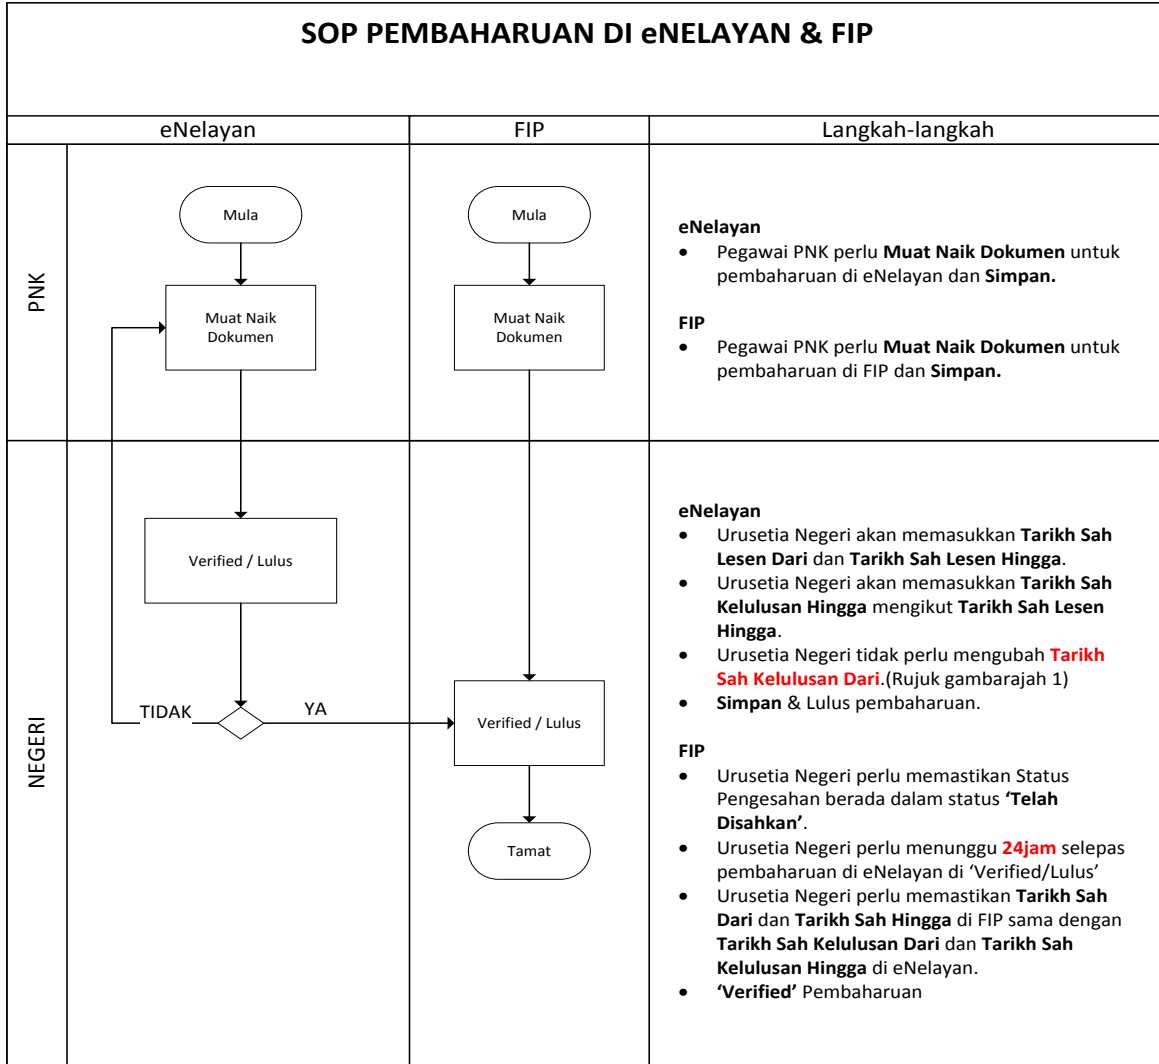 SOP PEMBAHARUAN DI eNELAYAN & FIP
eNelayan
FIP
Langkah-langkah
PNK
Mula
Muat Naik
Dokumen
Mula
Muat Naik
Dokumen
eNelayan
• Pegawai PNK perlu Muat Naik Dokumen untuk
pembaharuan di eNelayan dan Simpan.
FIP
• Pegawai PNK perlu Muat Naik Dokumen untuk
pembaharuan di FIP dan Simpan.
NEGERI
Verified / Lulus
TIDAK
YA
Verified / Lulus
Tamat
eNelayan
• Urusetia Negeri akan memasukkan Tarikh Sah
Lesen Dari dan Tarikh Sah Lesen Hingga.
• Urusetia Negeri akan memasukkan Tarikh Sah
Kelulusan Hingga mengikut Tarikh Sah Lesen
Hingga.
• Urusetia Negeri tidak perlu mengubah Tarikh
Sah Kelulusan Dari.(Rujuk gambarajah 1)
• Simpan & Lulus pembaharuan.
FIP
• Urusetia Negeri perlu memastikan Status
Pengesahan berada dalam status ‘Telah
Disahkan’.
• Urusetia Negeri perlu menunggu 24jam selepas
pembaharuan di eNelayan di ‘Verified/Lulus’
• Urusetia Negeri perlu memastikan Tarikh Sah
Dari dan Tarikh Sah Hingga di FIP sama dengan
Tarikh Sah Kelulusan Dari dan Tarikh Sah
Kelulusan Hingga di eNelayan.
• ‘Verified’ Pembaharuan